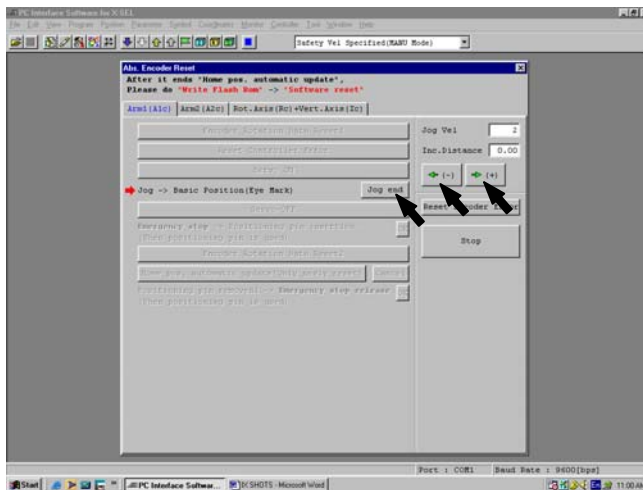 PC Interface Software for X-SEL
File Edit View Program Position Parameter Symbol Coordinate Monitor Controller Tool Window Help
Safety Vel Specified(MANU Mode)
Abs. Encoder Reset
After it ends "Home pos. automatic update",
Please do "Write Flash Rom" -> "Software reset"
Arm1(A1c) Arm2(A2c) Rot.Axis(Rc)+Vert.Axis(Zc)
Encoder Rotation Data Reset1
Reset Controller Error
Servo ON
Jog -> Basic Position(Eye Mark)
Jog end
Servo OFF
Emergency stop -> Positioning pin insertion
(When positioning pin is used)
Encoder Rotation Data Reset2
Home pos. automatic update
Cancel
Positioning pin removal -> Emergency stop release
(When positioning pin is used)
Jog Vel 2
Inc.Distance 0.00
(-) (+)
Reset Encoder Error
Stop
Port : COM1 Baud Rate : 9600[bps]
Start PC Interface Softwar... IX SHOTS - Microsoft Word 11:00 AM